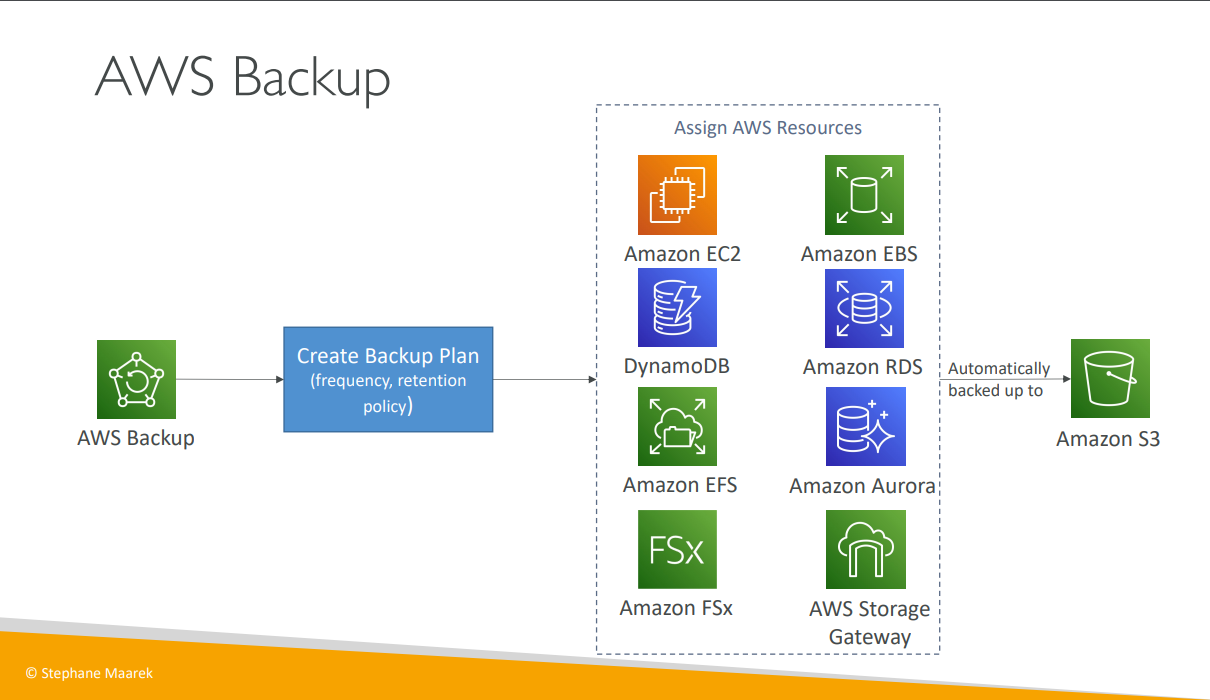 AWS Backup
Assign AWS Resources
Amazon EC2
Amazon EBS
DynamoDB
Amazon RDS
Create Backup Plan
(frequency, retention
policy)
Automatically
backed up to
AWS Backup
Amazon S3
Amazon EFS
Amazon Aurora
FSx
Amazon FSx
AWS Storage
Gateway
© Stephane Maarek